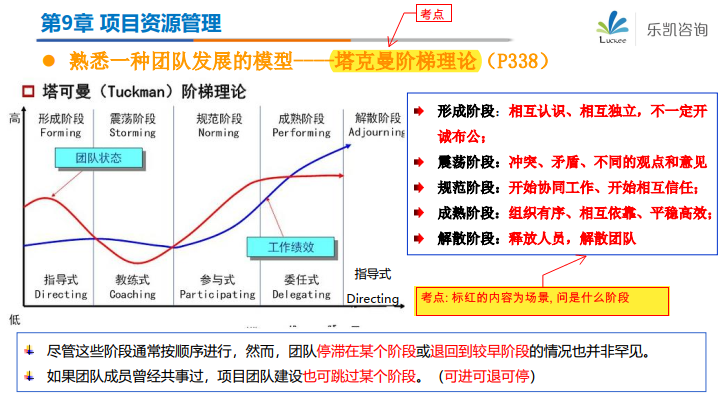 考点
第9章 项目资源管理
Luckee
乐凯咨询
熟悉一种团队发展的模型----塔克曼阶梯理论（P338）
塔可曼（Tuckman）阶梯理论
高
形成阶段
Forming
震荡阶段
Storming
规范阶段
Norming
成熟阶段
Performing
解散阶段
Adjourning
团队状态
工作绩效
指导式
Directing
教练式
Coaching
参与式
Participating
委任式
Delegating
指导式
Directing
低
形成阶段：相互认识、相互独立，不一定开
诚布公；
震荡阶段：冲突、矛盾、不同的观点和意见
规范阶段：开始协同工作、开始相互信任；
成熟阶段：组织有序、相互依靠、平稳高效；
解散阶段：释放人员，解散团队
考点：标红的内容为场景，问是什么阶段
尽管这些阶段通常按顺序进行，然而，团队停滞在某个阶段或退回到较早阶段的情况也并非罕见。
如果团队成员曾经共事过，项目团队建设也可跳过某个阶段。（可进可退可停）